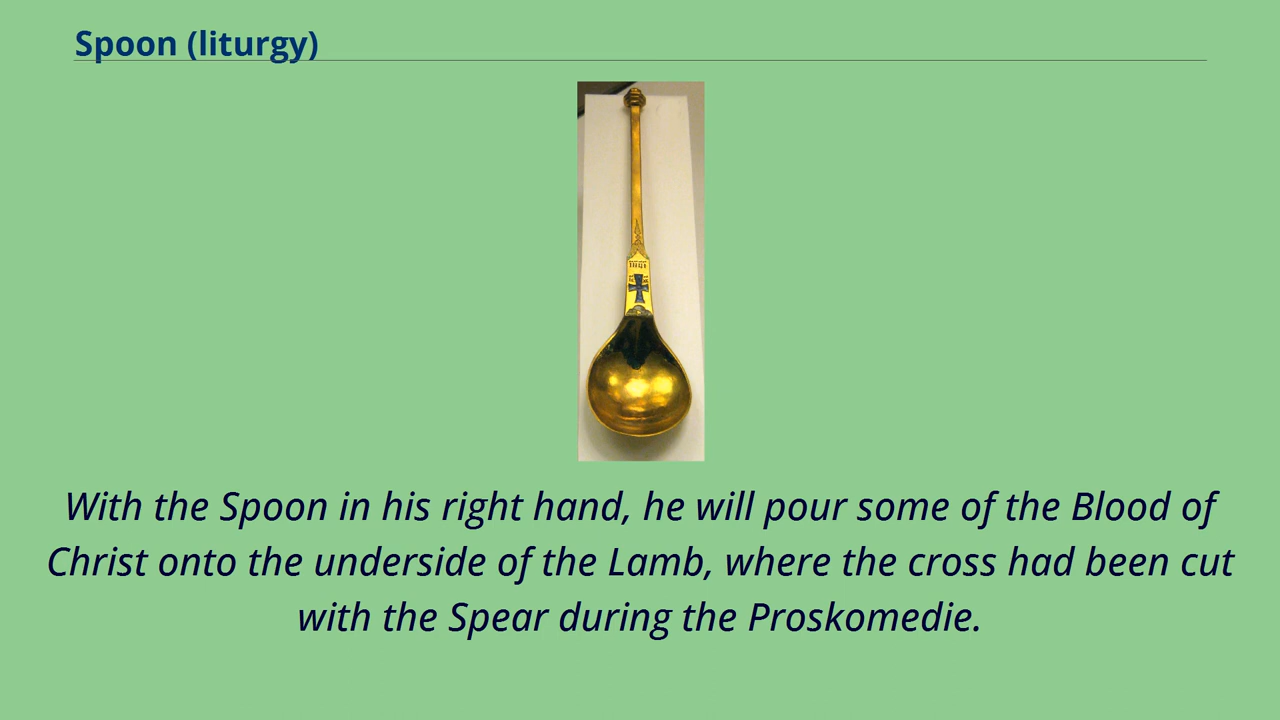 Spoon (liturgy)
With the Spoon in his right hand, he will pour some of the Blood of
Christ onto the underside of the Lamb, where the cross had been cut
with the Spear during the Proskomedie.